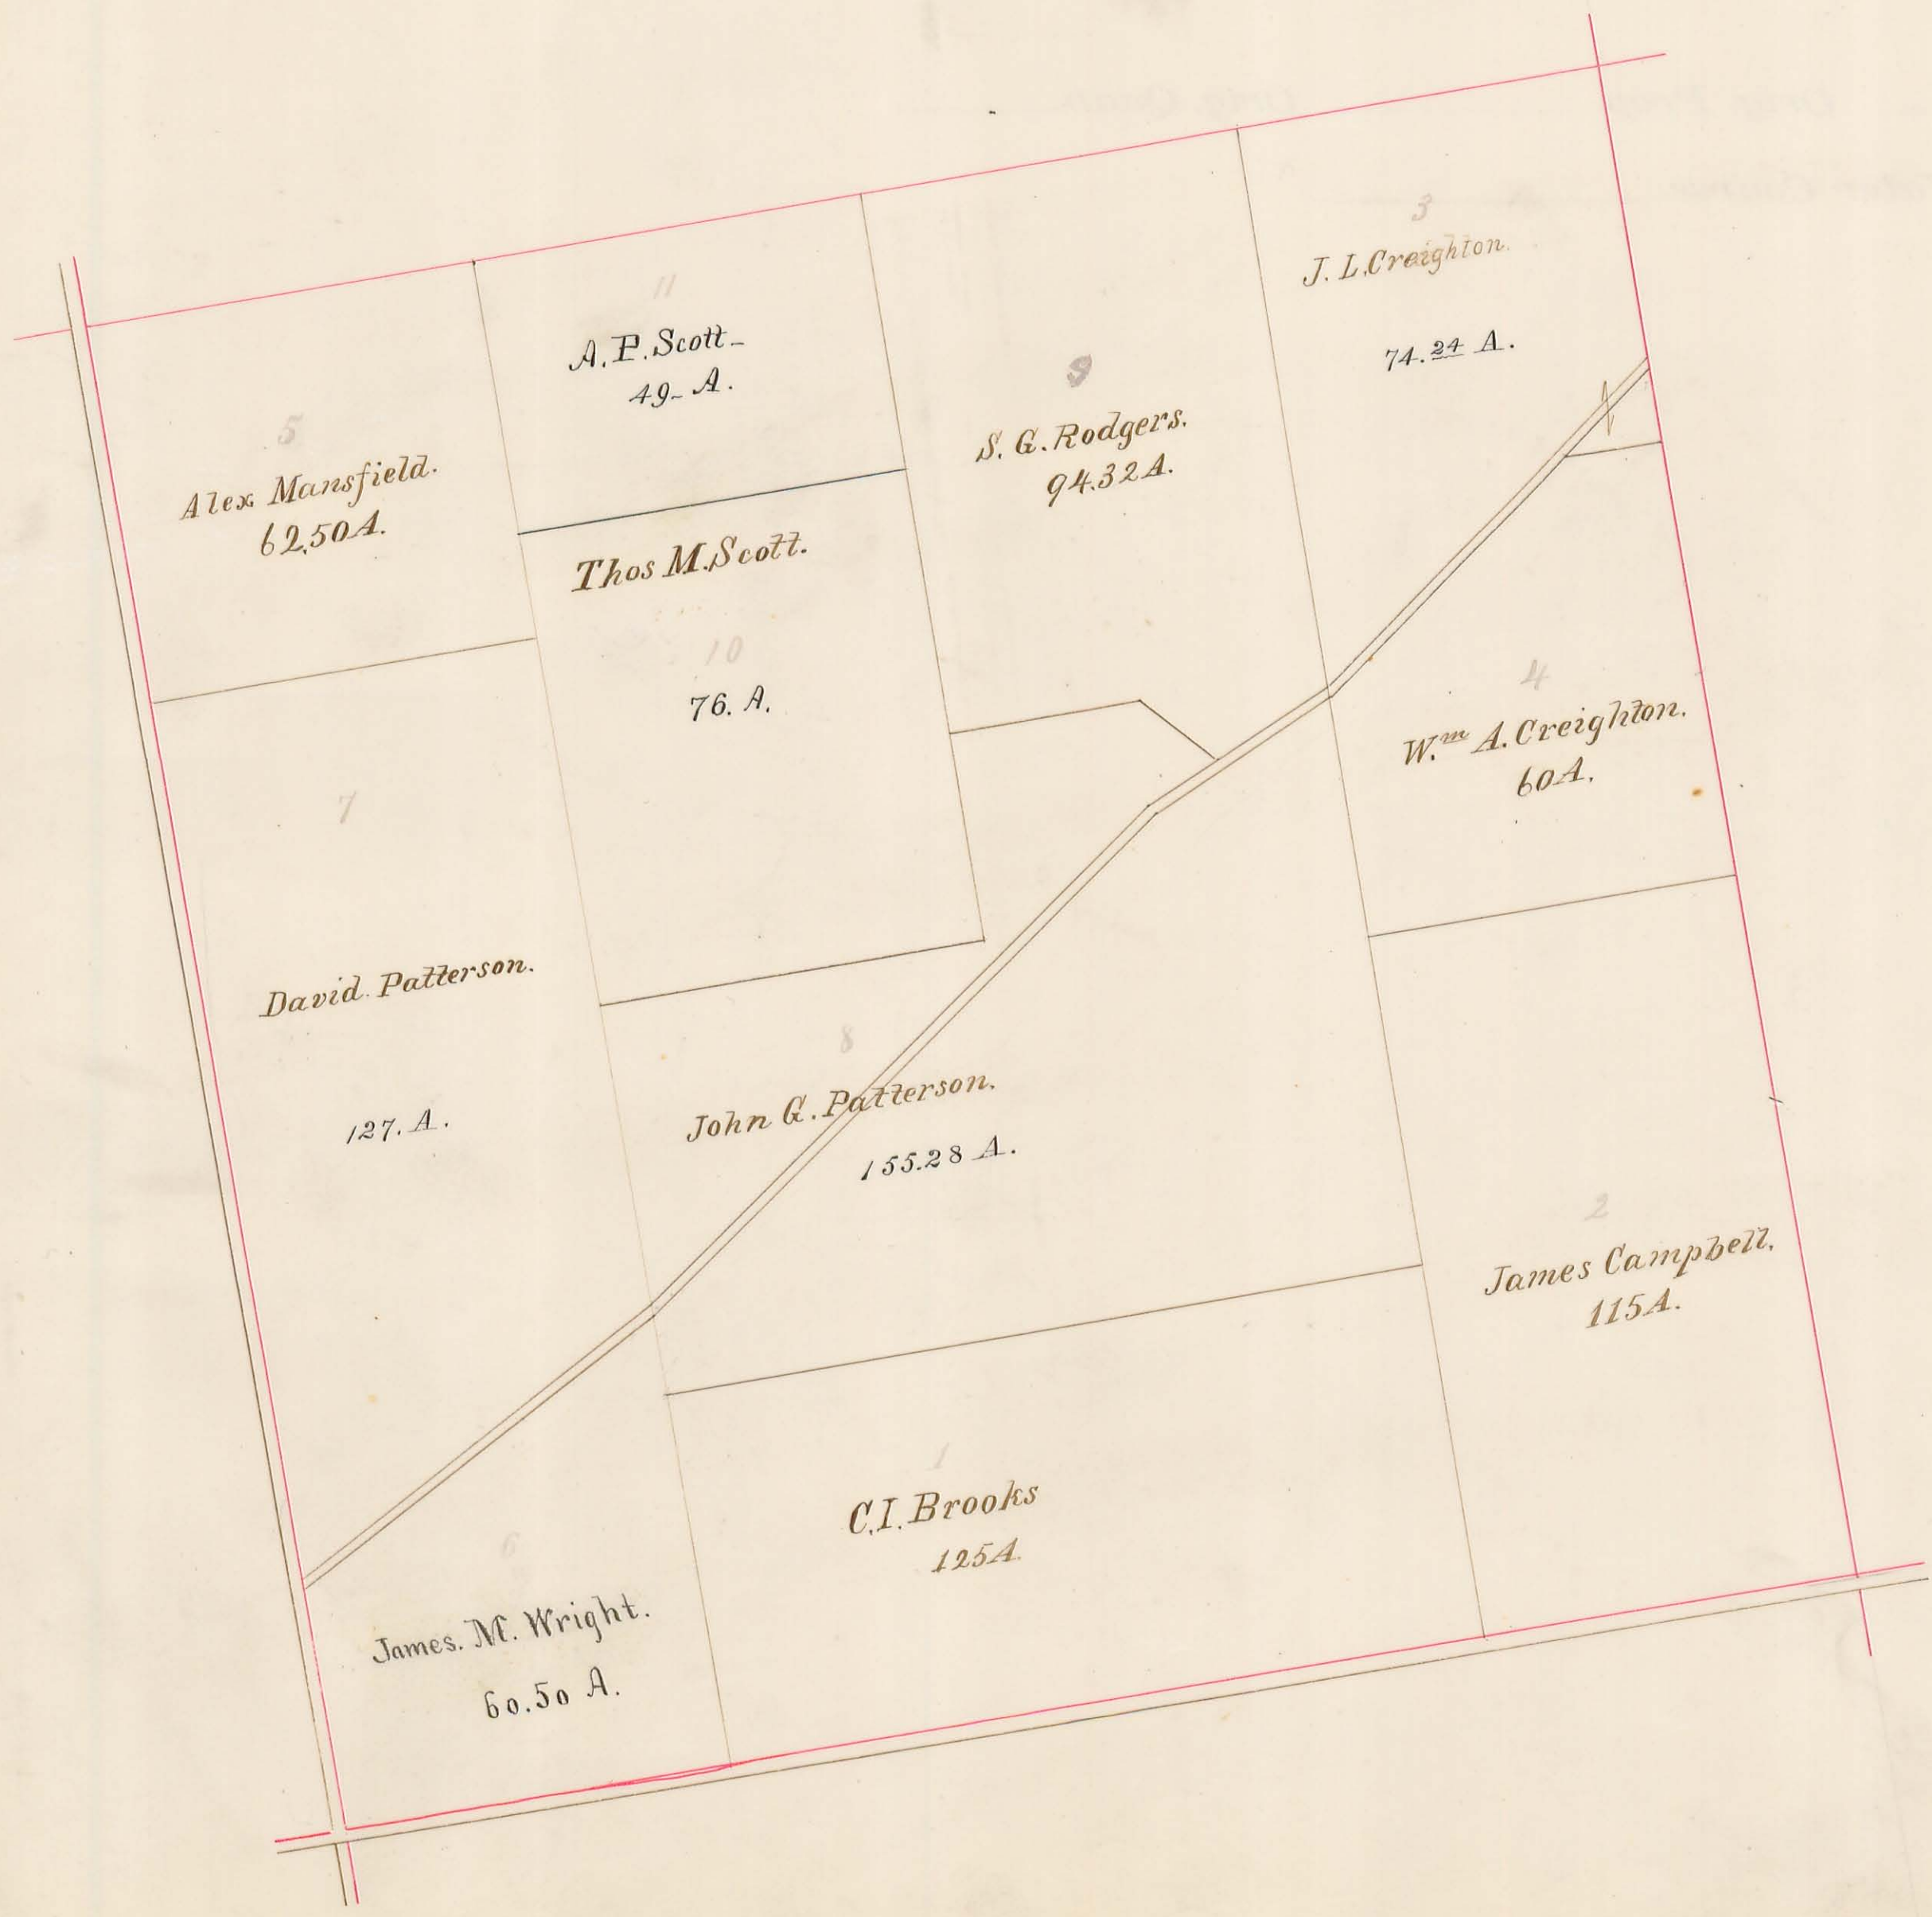 3
J. L. Creighton.
74.24 A.
11
A. P. Scott-
49- A.
9
S. G. Rodgers.
94.32 A.
5
Alex Mansfield.
62.50 A.
Thos M. Scott.
10
76. A.
4
W.m A. Creighton.
60 A.
7
David. Patterson.
127. A.
8
John G. Patterson.
155.28 A.
2
James Campbell.
115 A.
1
C. I. Brooks
125 A.
6
James. M. Wright.
60.50 A.